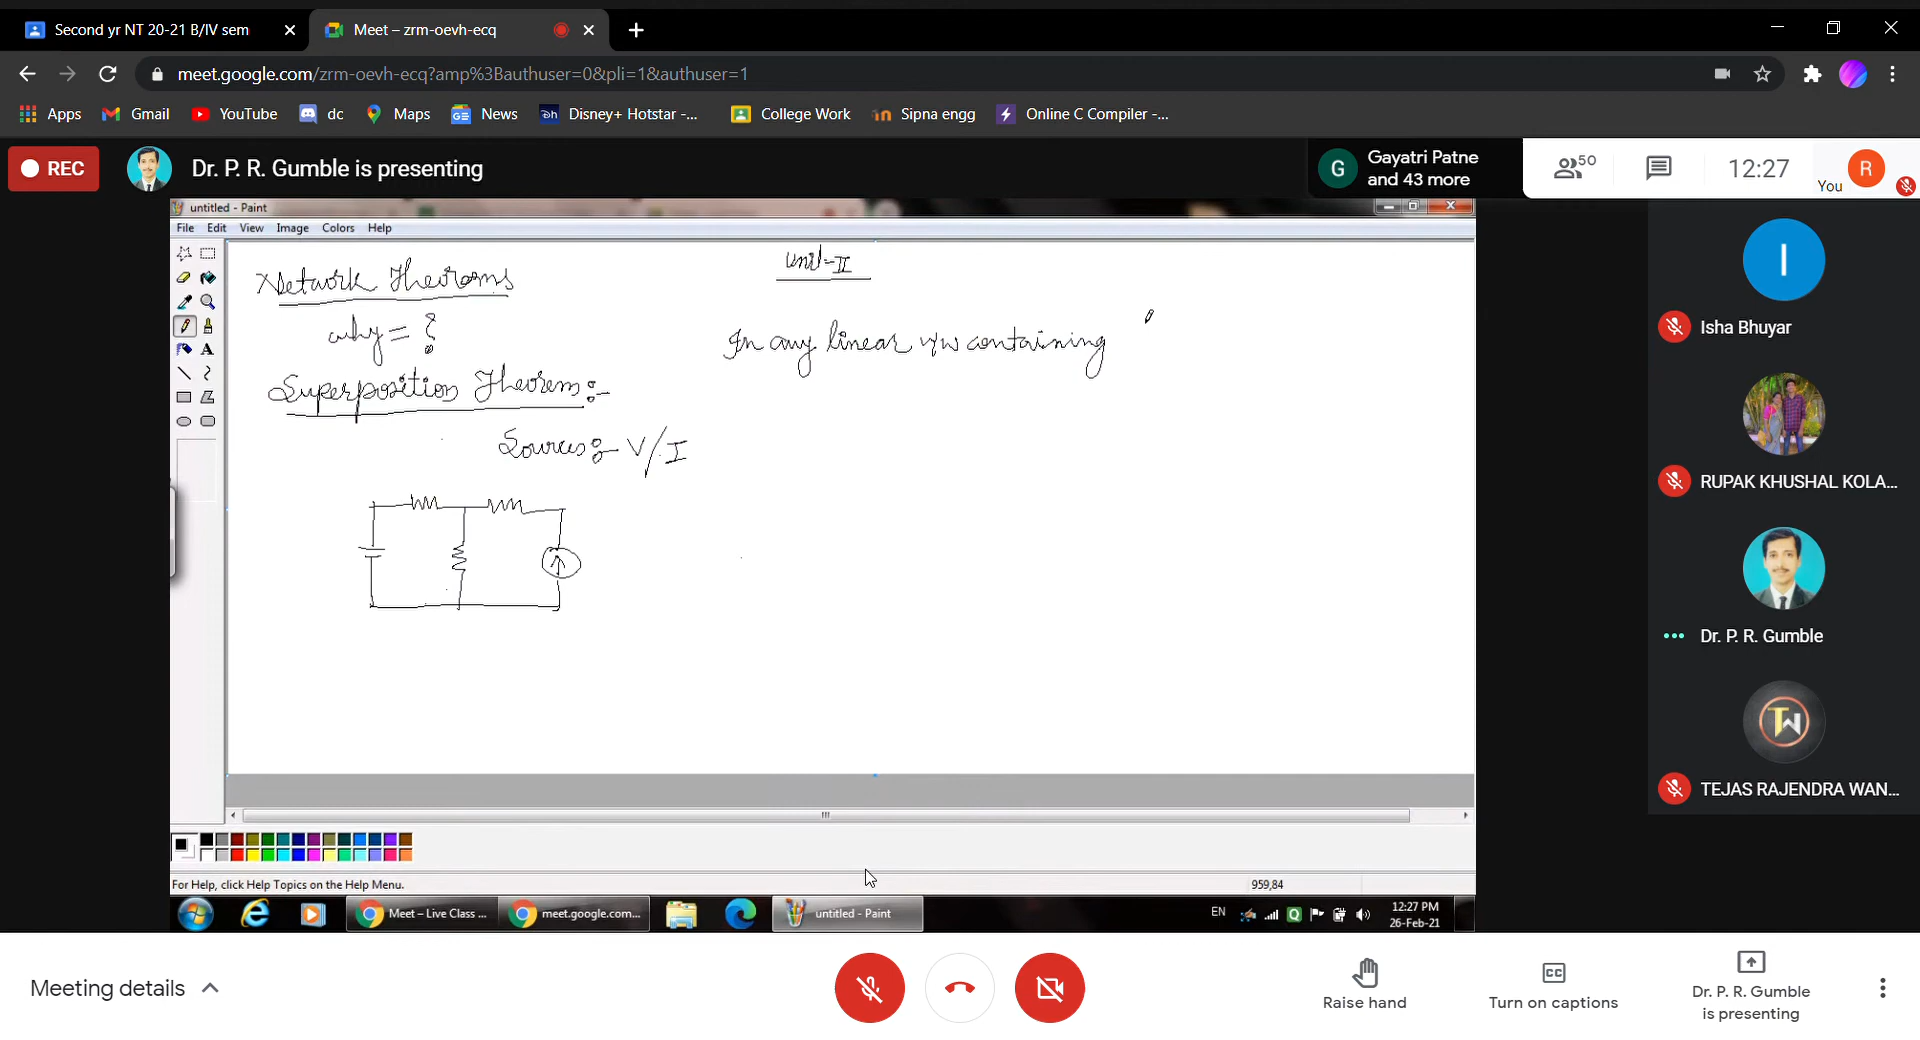 Second yr NT 20-21 B/IV sem
Meet – zrm-oevh-ecq
meet.google.com/zrm-oevh-ecq?amp%3Bauthuser=0&pli=1&authuser=1
Apps
Gmail
YouTube
dc
Maps
News
Disney+ Hotstar -...
College Work
Sipna engg
Online C Compiler -...
REC
Dr. P. R. Gumble is presenting
G
Gayatri Patne
and 43 more
50
12:27
You
R
untitled - Paint
File Edit View Image Colors Help
Unit-II
Network Theorems
why = ?
In any linear n/w containing
Superposition Theorem:-
Sources:- V/I
I
Isha Bhuyar
RUPAK KHUSHAL KOLA...
Dr. P. R. Gumble
TW
TEJAS RAJENDRA WAN...
For Help, click Help Topics on the Help Menu.
959,84
Meet – Live Class ...
meet.google.com...
untitled - Paint
EN
12:27 PM
26-Feb-21
Meeting details
Raise hand
Turn on captions
Dr. P. R. Gumble
is presenting